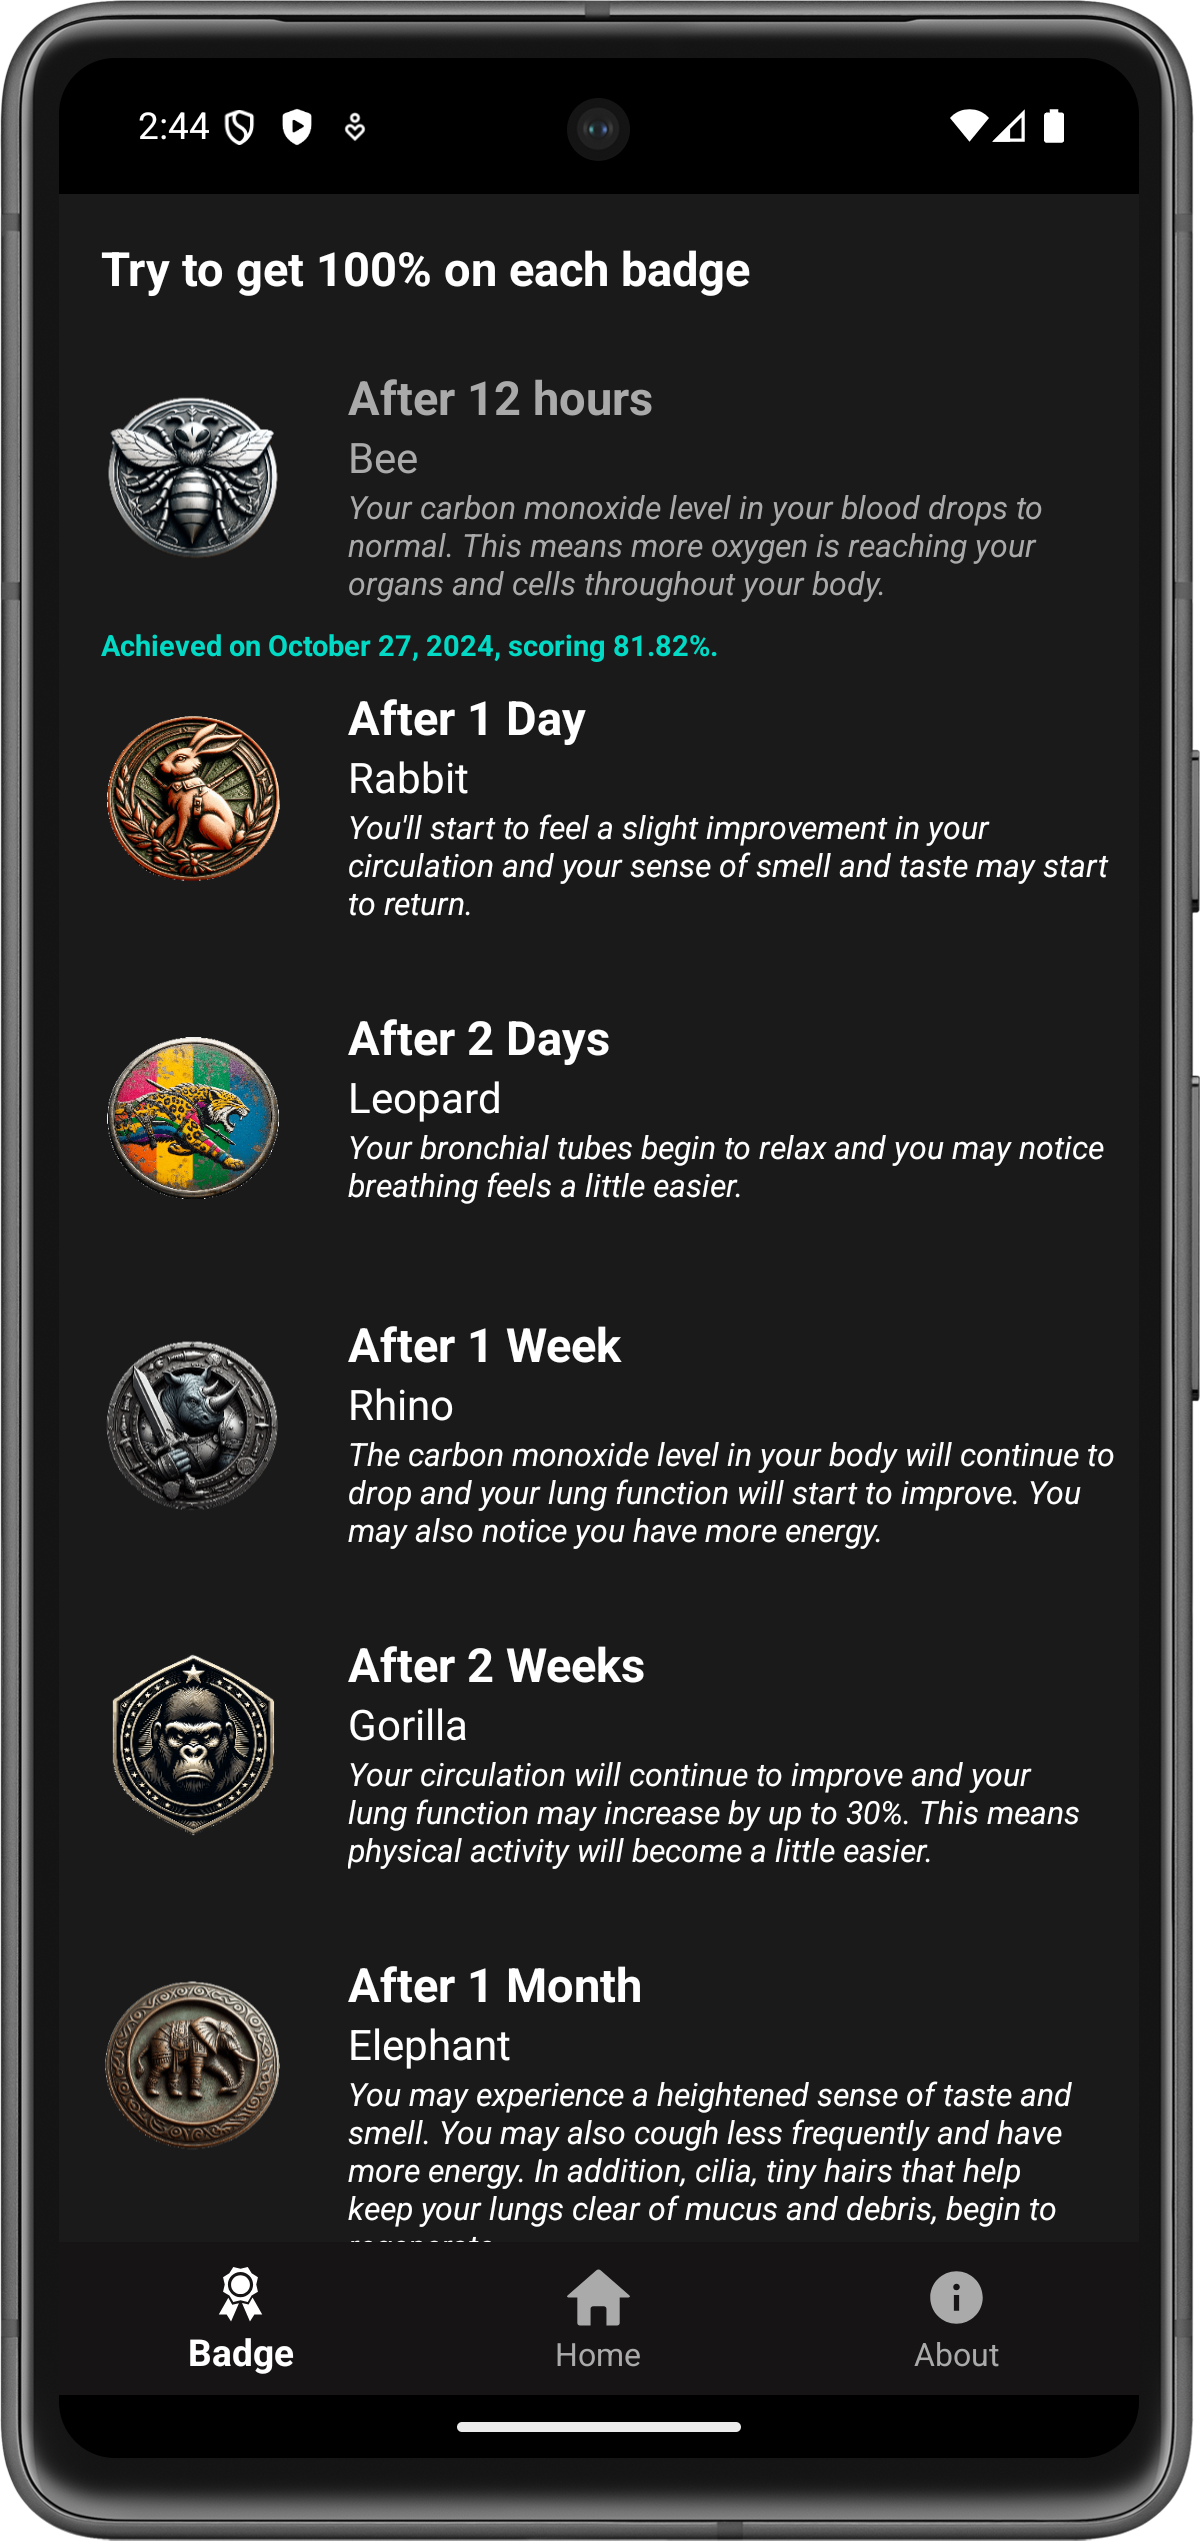 2:44
Try to get 100% on each badge
After 12 hours
Bee
Your carbon monoxide level in your blood drops to
normal. This means more oxygen is reaching your
organs and cells throughout your body.
Achieved on October 27, 2024, scoring 81.82%.
After 1 Day
Rabbit
You'll start to feel a slight improvement in your
circulation and your sense of smell and taste may start
to return.
After 2 Days
Leopard
Your bronchial tubes begin to relax and you may notice
breathing feels a little easier.
After 1 Week
Rhino
The carbon monoxide level in your body will continue to
drop and your lung function will start to improve. You
may also notice you have more energy.
After 2 Weeks
Gorilla
Your circulation will continue to improve and your
lung function may increase by up to 30%. This means
physical activity will become a little easier.
After 1 Month
Elephant
You may experience a heightened sense of taste and
smell. You may also cough less frequently and have
more energy. In addition, cilia, tiny hairs that help
keep your lungs clear of mucus and debris, begin to
Badge
Home
About